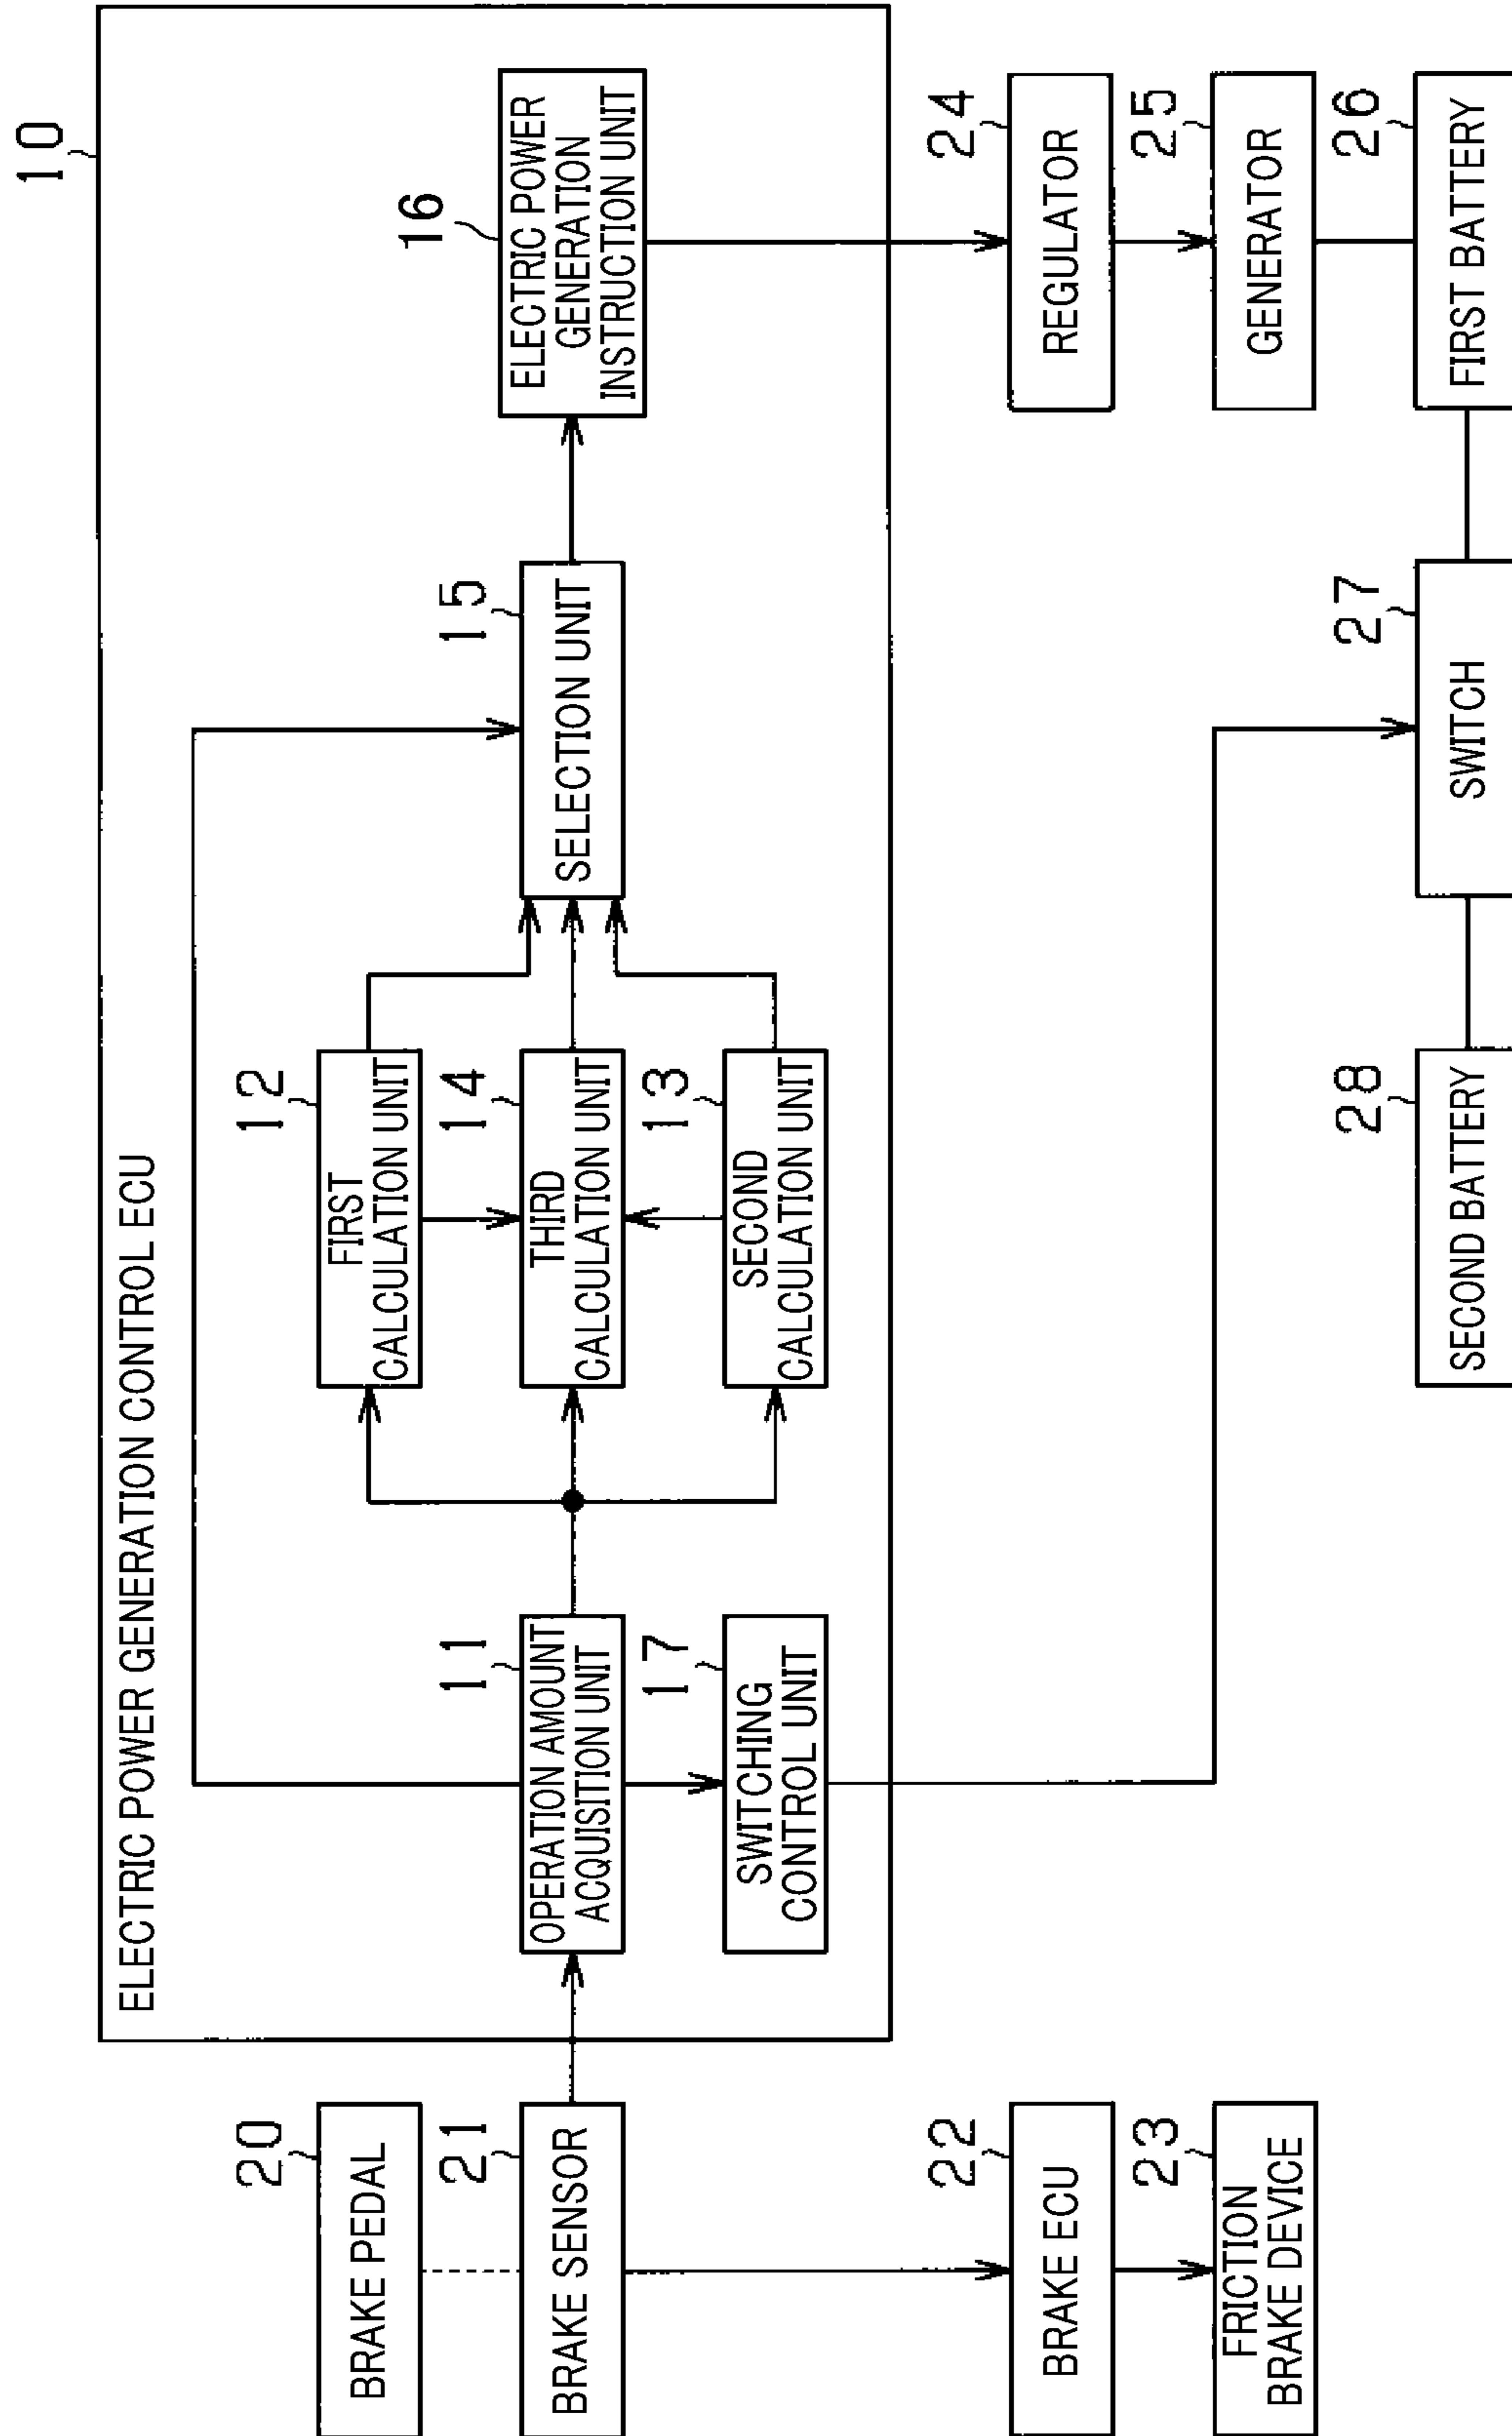 10
ELECTRIC POWER GENERATION CONTROL ECU
20
BRAKE PEDAL
21
BRAKE SENSOR
22
BRAKE ECU
23
FRICTION
BRAKE DEVICE
11
OPERATION AMOUNT
ACQUISITION UNIT
17
SWITCHING
CONTROL UNIT
12
FIRST
CALCULATION UNIT
14
THIRD
CALCULATION UNIT
13
SECOND
CALCULATION UNIT
15
SELECTION UNIT
16
ELECTRIC POWER
GENERATION
INSTRUCTION UNIT
24
REGULATOR
25
GENERATOR
26
FIRST BATTERY
27
SWITCH
28
SECOND BATTERY